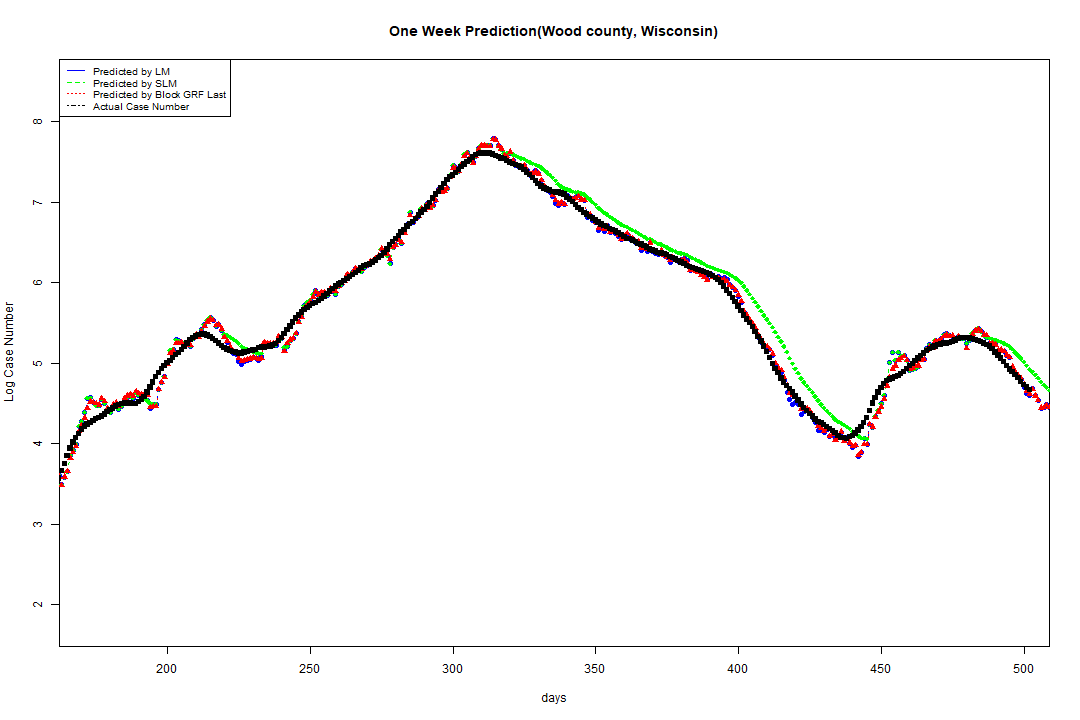 One Week Prediction(Wood county, Wisconsin)
Predicted by LM
Predicted by SLM
Predicted by Block GRF Last
Actual Case Number
Log Case Number
8
7
6
5
4
3
2
200 250 300 350 400 450 500
days